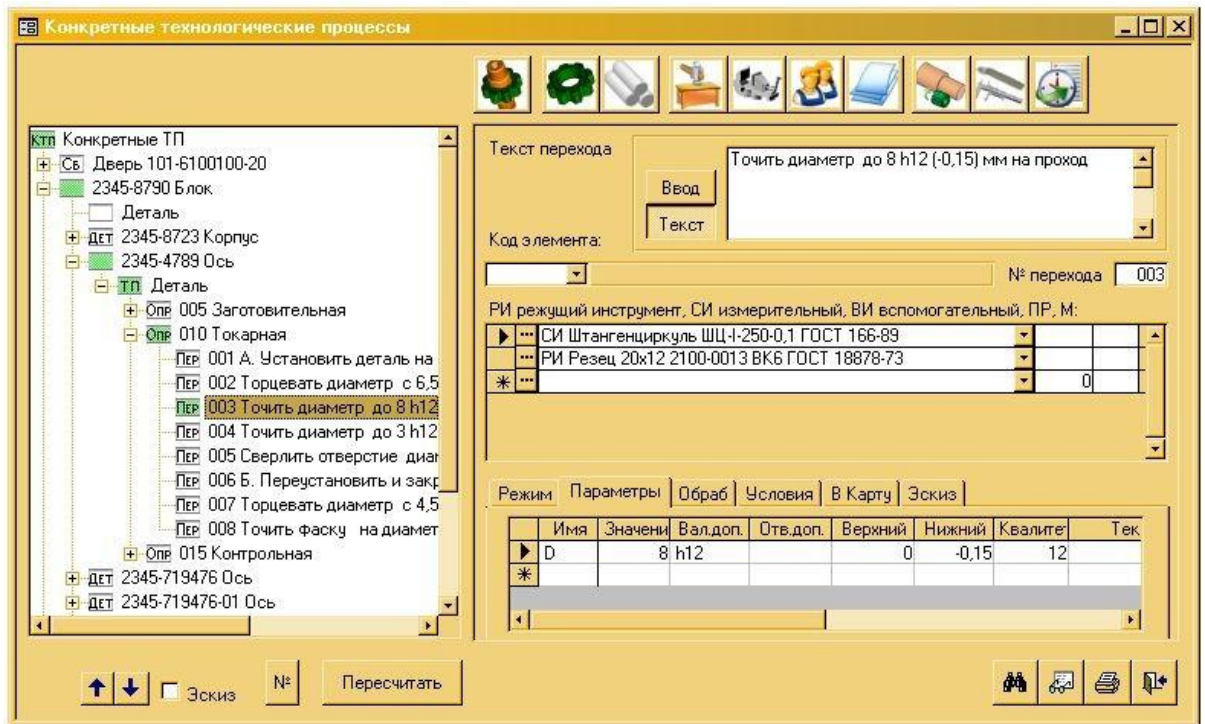 Конкретные технологические процессы
Ктп Конкретные ТП
Сб Дверь 101-6100100-20
2345-8790 Блок
Деталь
ДЕТ 2345-8723 Корпус
2345-4789 Ось
ТП Деталь
Опр 005 Заготовительная
Опр 010 Токарная
ПЕР 001 А. Установить деталь на
ПЕР 002 Торцевать диаметр с 6,5
ПЕР 003 Точить диаметр до 8 h12
ПЕР 004 Точить диаметр до 3 h12
ПЕР 005 Сверлить отверстие диам
ПЕР 006 Б. Переустановить и закр
ПЕР 007 Торцевать диаметр с 4,5
ПЕР 008 Точить фаску на диамет
Опр 015 Контрольная
ДЕТ 2345-719476 Ось
ДЕТ 2345-719476-01 Ось
Эскиз
№
Пересчитать
Текст перехода
Ввод
Текст
Точить диаметр до 8 h12 (-0,15) мм на проход
Код элемента:
№ перехода 003
РИ режущий инструмент, СИ измерительный, ВИ вспомогательный, ПР, М:
... СИ Штангенциркуль ШЦ-I-250-0,1 ГОСТ 166-89
... РИ Резец 20х12 2100-0013 ВК6 ГОСТ 18878-73
... 0
Режим Параметры Обраб Условия В Карту Эскиз
Имя Значени Вал.доп. Отв.доп. Верхний Нижний Квалитет Тек
D 8 h12 0 -0,15 12